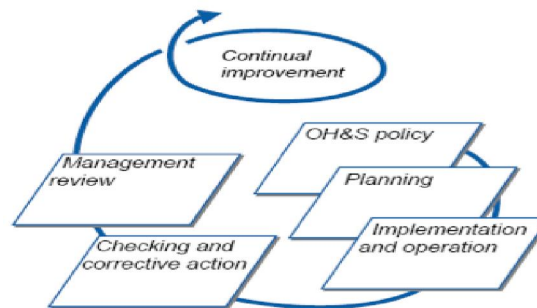 Continual
improvement
OH&S policy
Management
review
Planning
Implementation
and operation
Checking and
corrective action